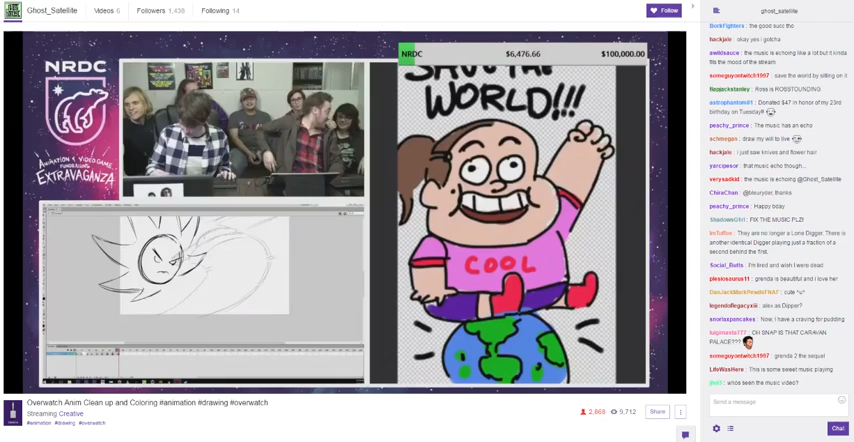 Ghost_Satellite
Videos 6
Followers 1,438
Following 14
Follow
ghost_satellite
NRDC
NRDC
$6,476.66
$100,000.00
ANIMATION & VIDEO GAME
FUNDRAISING
EXTRAVAGANZA
SAVE THE
WORLD!!!
COOL
Overwatch Anim Clean up and Coloring #animation #drawing #overwatch
Streaming Creative
#animation #drawing #overwatch
2,868
9,712
Share
BorkFighters : the good succ tho
hackjale : okay yes i gotcha
awildsauce : the music is echoing like a lot but it kinda
fits the mood of the stream
someguyontwitch1997 : save the world by sitting on it
Ross is ROSSTOUNDING
astrophantom81 : Donated $47 in honor of my 23rd
birthday on Tuesday!!
peachy_prince : The music has an echo
schmegan : draw my will to live
hackjale : i just saw knives and flower hair
yarcipesor : that music echo though...
verysadkid : the music is echoing @Ghost_Satellite
ChiraChan : @bleuryder, thanks
peachy_prince : Happy bday
ShadowsGirl : FIX THE MUSIC PLZ!
They are no longer a Lone Digger. There is
another identical Digger playing just a fraction of a
second behind the first.
Social_Butts : I'm tired and wish I were dead
plesiosaurus11 : grenda is beautiful and i love her
cute ^u^
legendoflegacyxiii : alex as Dipper?
snorlaxpancakes : Now, i have a craving for pudding
luigimasta777 : OH SNAP IS THAT CARAVAN
PALACE???
someguyontwitch1997 : grenda 2 the sequal
LifeWasHere : This is some sweet music playing
whos seen the music video?
Send a message
Chat